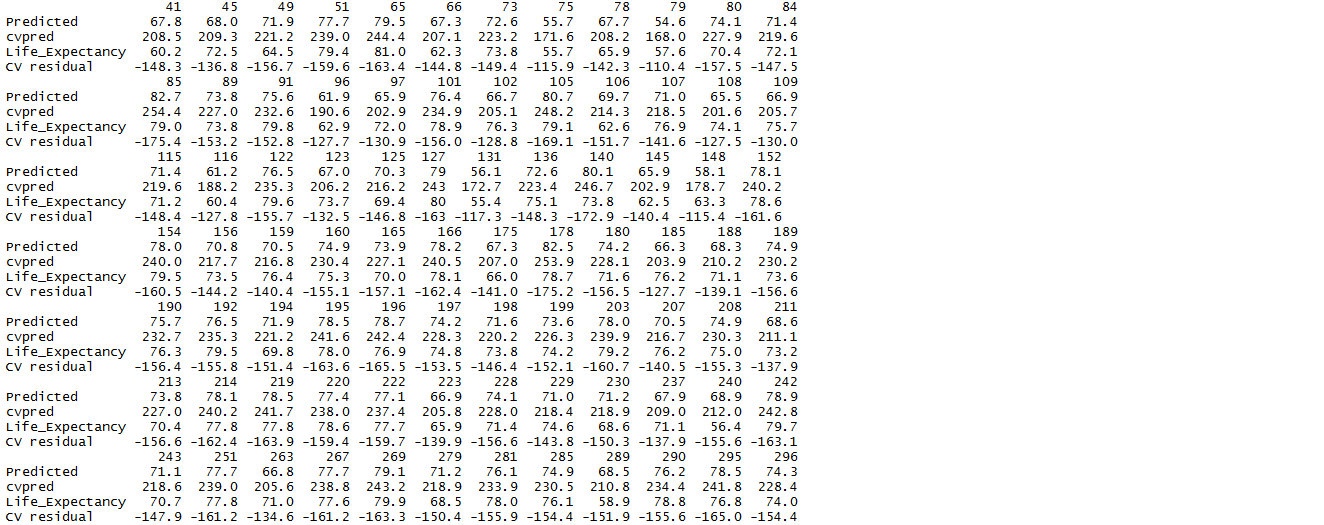 41 45 49 51 65 66 73 75 78 79 80 84
Predicted 67.8 68.0 71.9 77.7 79.5 67.3 72.6 55.7 67.7 54.6 74.1 71.4
cvpred 208.5 209.3 221.2 239.0 244.4 207.1 223.2 171.6 208.2 168.0 227.9 219.6
Life_Expectancy 60.2 72.5 64.5 79.4 81.0 62.3 73.8 55.7 65.9 57.6 70.4 72.1
CV residual -148.3 -136.8 -156.7 -159.6 -163.4 -144.8 -149.4 -115.9 -142.3 -110.4 -157.5 -147.5
85 89 91 96 97 101 102 105 106 107 108 109
Predicted 82.7 73.8 75.6 61.9 65.9 76.4 66.7 80.7 69.7 71.0 65.5 66.9
cvpred 254.4 227.0 232.6 190.6 202.9 234.9 205.1 248.2 214.3 218.5 201.6 205.7
Life_Expectancy 79.0 73.8 79.8 62.9 72.0 78.9 76.3 79.1 62.6 76.9 74.1 75.7
CV residual -175.4 -153.2 -152.8 -127.7 -130.9 -156.0 -128.8 -169.1 -151.7 -141.6 -127.5 -130.0
115 116 122 123 125 127 131 136 140 145 148 152
Predicted 71.4 61.2 76.5 67.0 70.3 79 56.1 72.6 80.1 65.9 58.1 78.1
cvpred 219.6 188.2 235.3 206.2 216.2 243 172.7 223.4 246.7 202.9 178.7 240.2
Life_Expectancy 71.2 60.4 79.6 73.7 69.4 80 55.4 75.1 73.8 62.5 63.3 78.6
CV residual -148.4 -127.8 -155.7 -132.5 -146.8 -163 -117.3 -148.3 -172.9 -140.4 -115.4 -161.6
154 156 159 160 165 166 175 178 180 185 188 189
Predicted 78.0 70.8 70.5 74.9 73.9 78.2 67.3 82.5 74.2 66.3 68.3 74.9
cvpred 240.0 217.7 216.8 230.4 227.1 240.5 207.0 253.9 228.1 203.9 210.2 230.2
Life_Expectancy 79.5 73.5 76.4 75.3 70.0 78.1 66.0 78.7 71.6 76.2 71.1 73.6
CV residual -160.5 -144.2 -140.4 -155.1 -157.1 -162.4 -141.0 -175.2 -156.5 -127.7 -139.1 -156.6
190 192 194 195 196 197 198 199 203 207 208 211
Predicted 75.7 76.5 71.9 78.5 78.7 74.2 71.6 73.6 78.0 70.5 74.9 68.6
cvpred 232.7 235.3 221.2 241.6 242.4 228.3 220.2 226.3 239.9 216.7 230.3 211.1
Life_Expectancy 76.3 79.5 69.8 78.0 76.9 74.8 73.8 74.2 79.2 76.2 75.0 73.2
CV residual -156.4 -155.8 -151.4 -163.6 -165.5 -153.5 -146.4 -152.1 -160.7 -140.5 -155.3 -137.9
213 214 219 220 222 223 228 229 230 237 240 242
Predicted 73.8 78.1 78.5 77.4 77.1 66.9 74.1 71.0 71.2 67.9 68.9 78.9
cvpred 227.0 240.2 241.7 238.0 237.4 205.8 228.0 218.4 218.9 209.0 212.0 242.8
Life_Expectancy 70.4 77.8 77.8 78.6 77.7 65.9 71.4 74.6 68.6 71.1 56.4 79.7
CV residual -156.6 -162.4 -163.9 -159.4 -159.7 -139.9 -156.6 -143.8 -150.3 -137.9 -155.6 -163.1
243 251 263 267 269 279 281 285 289 290 295 296
Predicted 71.1 77.7 66.8 77.7 79.1 71.2 76.1 74.9 68.5 76.2 78.5 74.3
cvpred 218.6 239.0 205.6 238.8 243.2 218.9 233.9 230.5 210.8 234.4 241.8 228.4
Life_Expectancy 70.7 77.8 71.0 77.6 79.9 68.5 78.0 76.1 58.9 78.8 76.8 74.0
CV residual -147.9 -161.2 -134.6 -161.2 -163.3 -150.4 -155.9 -154.4 -151.9 -155.6 -165.0 -154.4